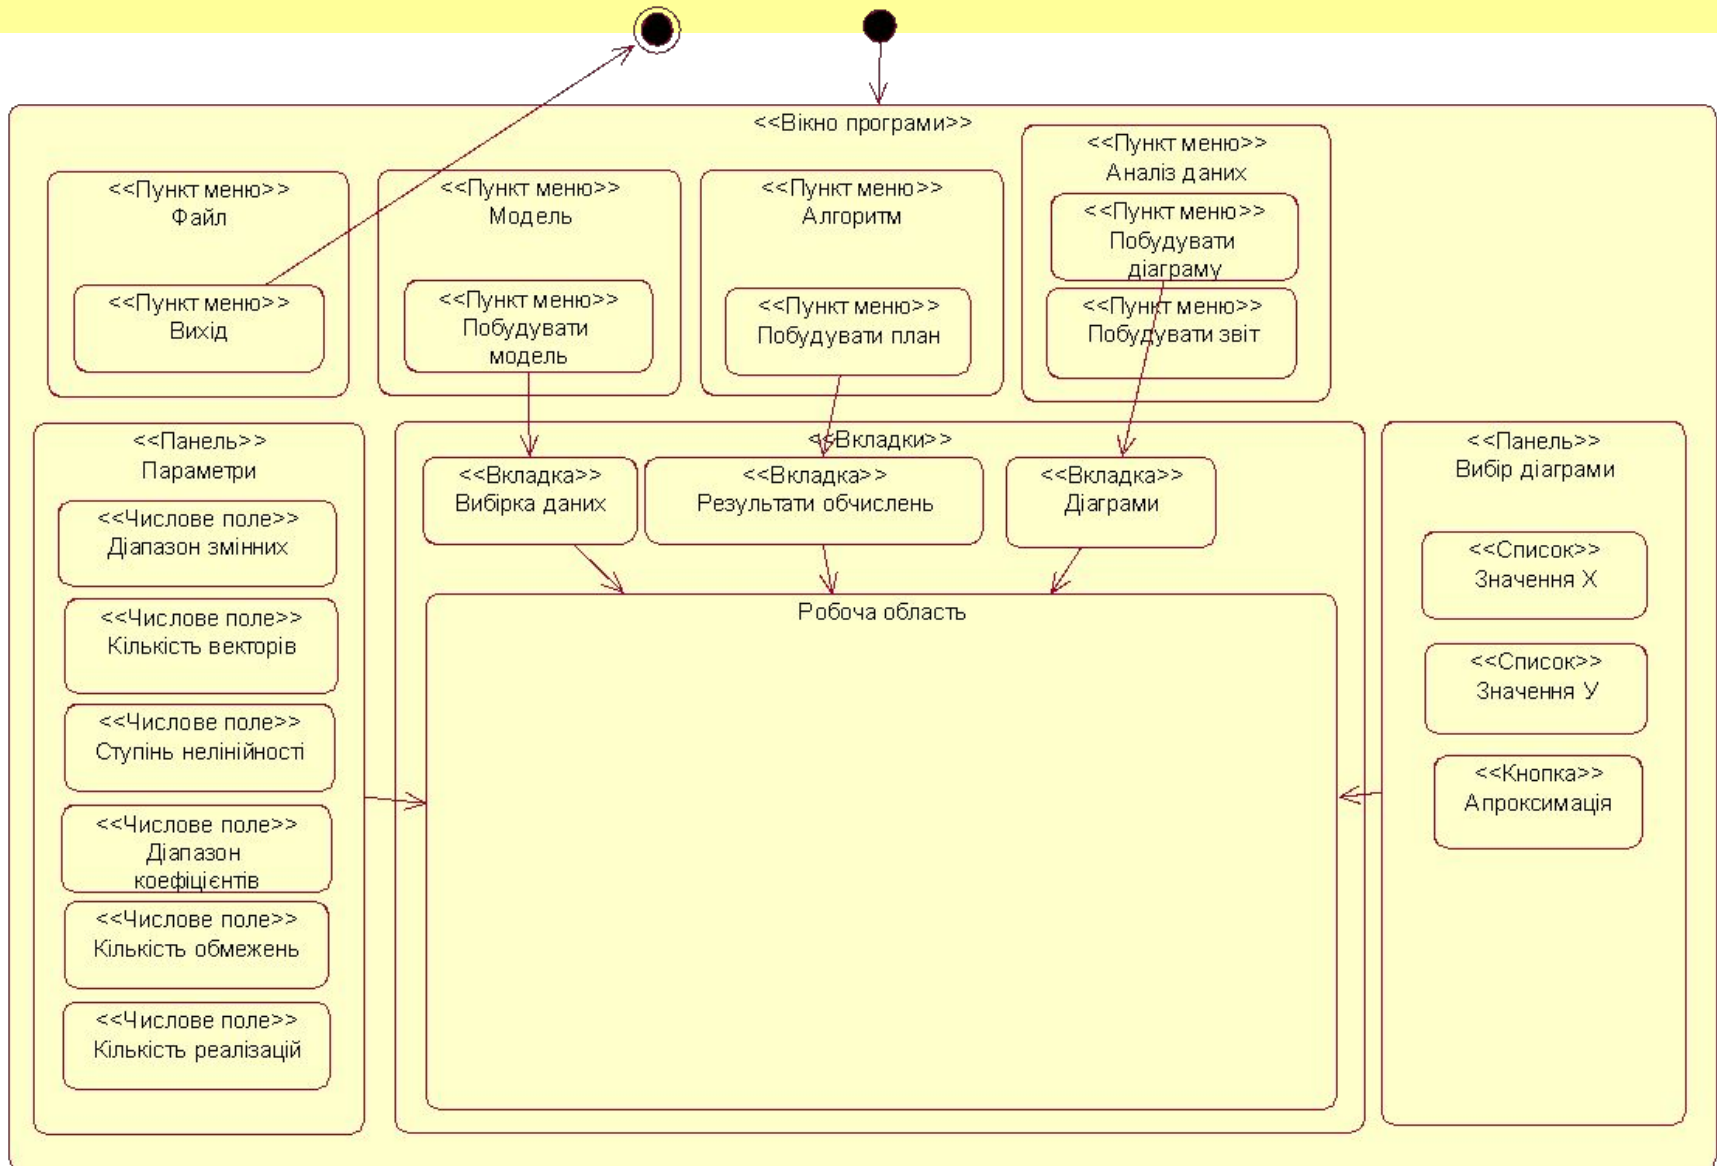 <<Вікно програми>>
<<Пункт меню>>
Файл
<<Пункт меню>>
Вихід
<<Пункт меню>>
Модель
<<Пункт меню>>
Побудувати
модель
<<Пункт меню>>
Алгоритм
<<Пункт меню>>
Побудувати план
<<Пункт меню>>
Аналіз даних
<<Пункт меню>>
Побудувати
діаграму
<<Пункт меню>>
Побудувати звіт
<<Панель>>
Параметри
<<Числове поле>>
Діапазон змінних
<<Числове поле>>
Кількість векторів
<<Числове поле>>
Ступінь нелінійності
<<Числове поле>>
Діапазон
коефіцієнтів
<<Числове поле>>
Кількість обмежень
<<Числове поле>>
Кількість реалізацій
<<Вкладки>>
<<Вкладка>>
Вибірка даних
<<Вкладка>>
Результати обчислень
<<Вкладка>>
Діаграми
Робоча область
<<Панель>>
Вибір діаграми
<<Список>>
Значення Х
<<Список>>
Значення У
<<Кнопка>>
Апроксимація